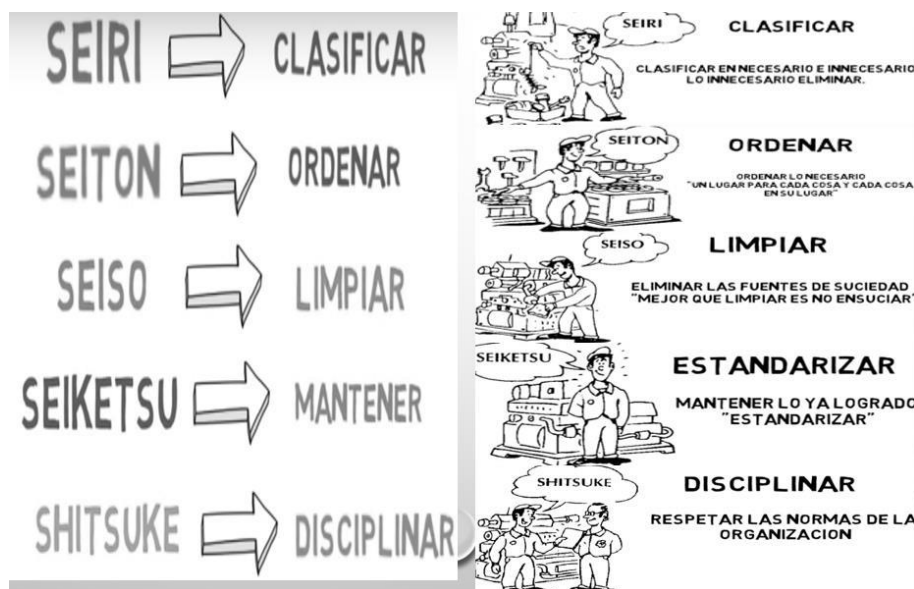 SEIRI
CLASIFICAR
SEITON
ORDENAR
SEISO
LIMPIAR
SEIKETSU
MANTENER
SHITSUKE
DISCIPLINAR
SEIRI
CLASIFICAR
CLASIFICAR EN NECESARIO E INNECESARIO
LO INNECESARIO ELIMINAR.
SEITON
ORDENAR
ORDENAR LO NECESARIO
"UN LUGAR PARA CADA COSA Y CADA COSA
EN SU LUGAR"
SEISO
LIMPIAR
ELIMINAR LAS FUENTES DE SUCIEDAD
"MEJOR QUE LIMPIAR ES NO ENSUCIAR"
SEIKETSU
ESTANDARIZAR
MANTENER LO YA LOGRADO
"ESTANDARIZAR"
SHITSUKE
DISCIPLINAR
RESPETAR LAS NORMAS DE LA
ORGANIZACION